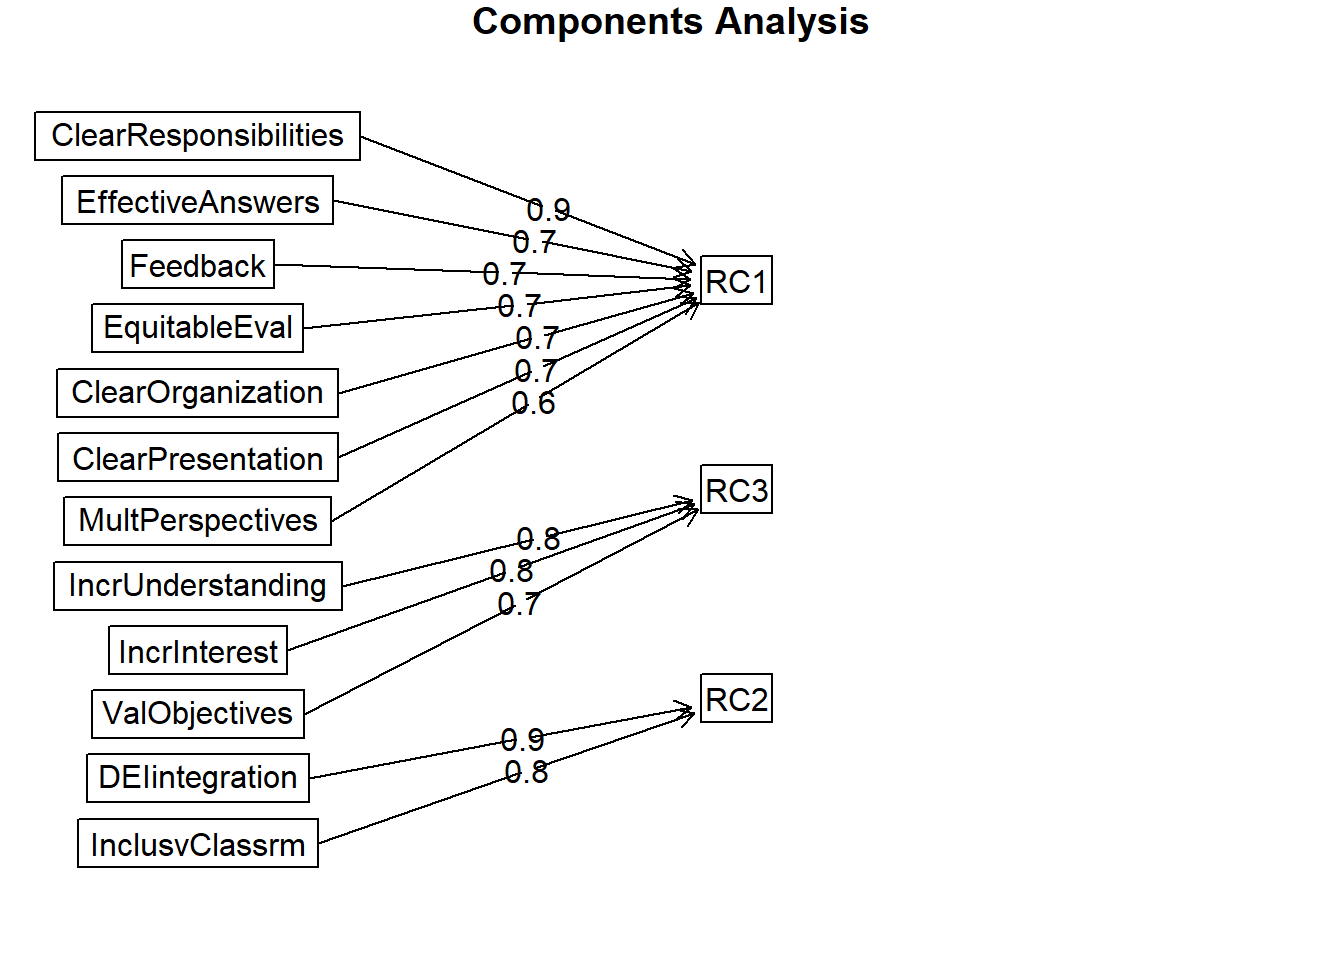 Components Analysis
ClearResponsibilities
EffectiveAnswers
Feedback
EquitableEval
ClearOrganization
ClearPresentation
MultPerspectives
IncrUnderstanding
IncrInterest
ValObjectives
DEIintegration
InclusvClassrm
0.9
0.7
0.7
0.7
0.7
0.7
0.6
0.8
0.8
0.7
0.9
0.8
RC1
RC3
RC2